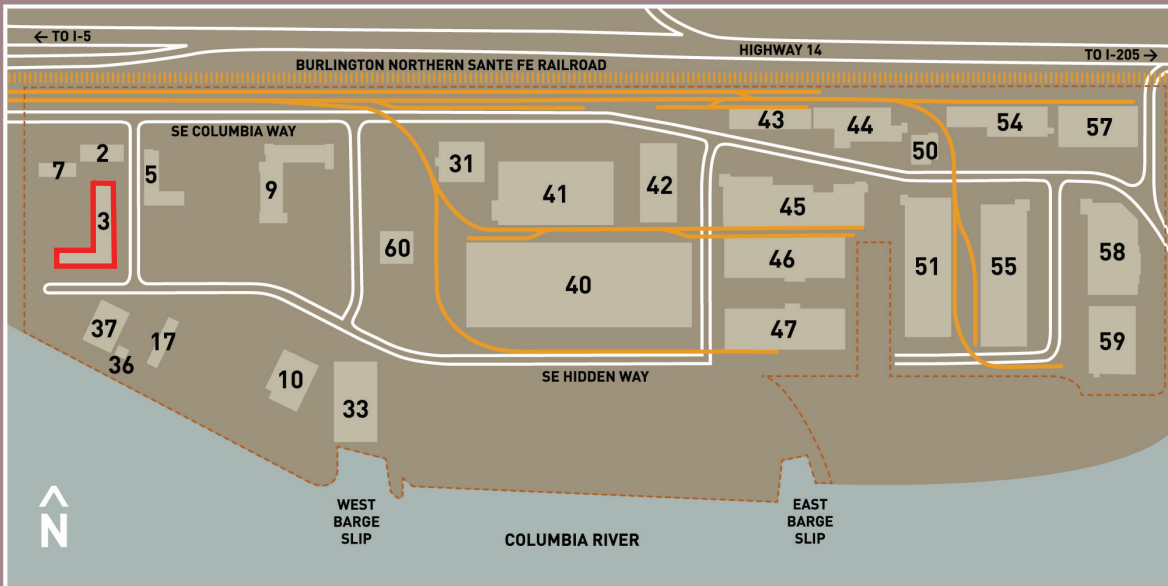 ← TO I-5
HIGHWAY 14
TO I-205 →
BURLINGTON NORTHERN SANTE FE RAILROAD
SE COLUMBIA WAY
43
44
54
57
50
2
7
5
9
31
41
42
3
45
60
46
40
51
55
58
37
17
36
47
59
10
SE HIDDEN WAY
33
N
WEST
BARGE
SLIP
EAST
BARGE
SLIP
COLUMBIA RIVER